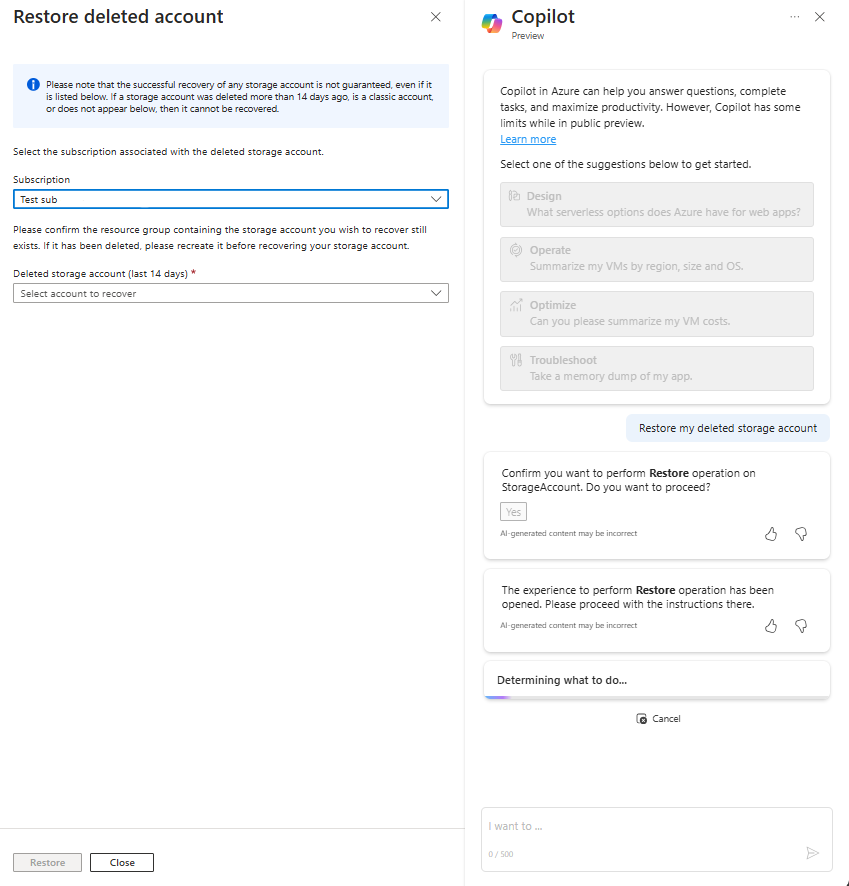 Restore deleted account
Please note that the successful recovery of any storage account is not guaranteed, even if it
is listed below. If a storage account was deleted more than 14 days ago, is a classic account,
or does not appear below, then it cannot be recovered.
Select the subscription associated with the deleted storage account.
Subscription
Test sub
Please confirm the resource group containing the storage account you wish to recover still
exists. If it has been deleted, please recreate it before recovering your storage account.
Deleted storage account (last 14 days) *
Select account to recover
Restore
Close
Copilot
Preview
Copilot in Azure can help you answer questions, complete
tasks, and maximize productivity. However, Copilot has some
limits while in public preview.
Learn more
Select one of the suggestions below to get started.
Design
What serverless options does Azure have for web apps?
Operate
Summarize my VMs by region, size and OS.
Optimize
Can you please summarize my VM costs.
Troubleshoot
Take a memory dump of my app.
Restore my deleted storage account
Confirm you want to perform Restore operation on
StorageAccount. Do you want to proceed?
Yes
AI-generated content may be incorrect
The experience to perform Restore operation has been
opened. Please proceed with the instructions there.
AI-generated content may be incorrect
Determining what to do...
Cancel
I want to ...
0 / 500